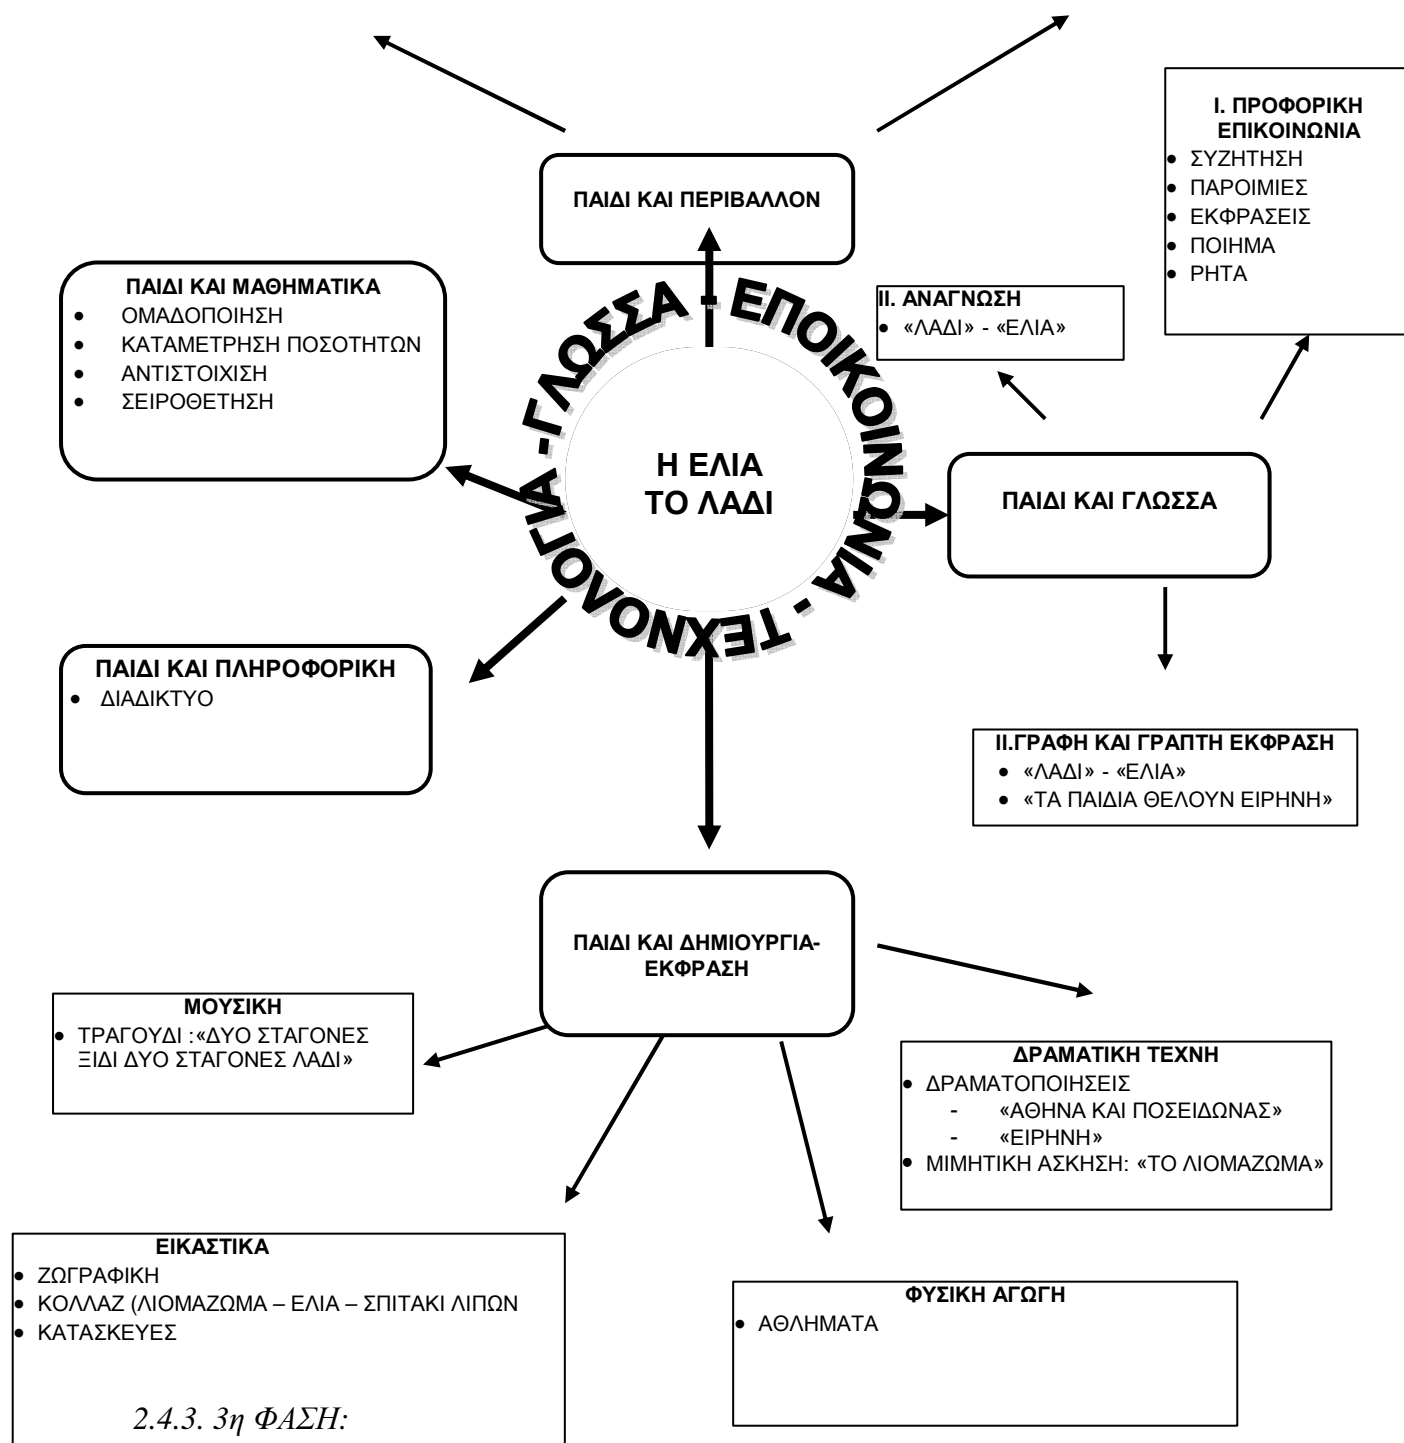 Ι. ΠΡΟΦΟΡΙΚΗ
ΕΠΙΚΟΙΝΩΝΙΑ
• ΣΥΖΗΤΗΣΗ
• ΠΑΡΟΙΜΙΕΣ
• ΕΚΦΡΑΣΕΙΣ
• ΠΟΙΗΜΑ
• ΡΗΤΑ
ΠΑΙΔΙ ΚΑΙ ΠΕΡΙΒΑΛΛΟΝ
ΠΑΙΔΙ ΚΑΙ ΜΑΘΗΜΑΤΙΚΑ
• ΟΜΑΔΟΠΟΙΗΣΗ
• ΚΑΤΑΜΕΤΡΗΣΗ ΠΟΣΟΤΗΤΩΝ
• ΑΝΤΙΣΤΟΙΧΙΣΗ
• ΣΕΙΡΟΘΕΤΗΣΗ
ΙΙ. ΑΝΑΓΝΩΣΗ
• «ΛΑΔΙ» - «ΕΛΙΑ»
ΓΛΩΣΣΑ - ΕΠΟΙΚΟΙΝΩΝΙΑ - ΤΕΧΝΟΛΟΓΙΑ -
Η ΕΛΙΑ
ΤΟ ΛΑΔΙ
ΠΑΙΔΙ ΚΑΙ ΓΛΩΣΣΑ
ΠΑΙΔΙ ΚΑΙ ΠΛΗΡΟΦΟΡΙΚΗ
• ΔΙΑΔΙΚΤΥΟ
ΙΙ.ΓΡΑΦΗ ΚΑΙ ΓΡΑΠΤΗ ΕΚΦΡΑΣΗ
• «ΛΑΔΙ» - «ΕΛΙΑ»
• «ΤΑ ΠΑΙΔΙΑ ΘΕΛΟΥΝ ΕΙΡΗΝΗ»
ΠΑΙΔΙ ΚΑΙ ΔΗΜΙΟΥΡΓΙΑ-
ΕΚΦΡΑΣΗ
ΜΟΥΣΙΚΗ
• ΤΡΑΓΟΥΔΙ :«ΔΥΟ ΣΤΑΓΟΝΕΣ
ΞΙΔΙ ΔΥΟ ΣΤΑΓΟΝΕΣ ΛΑΔΙ»
ΔΡΑΜΑΤΙΚΗ ΤΕΧΝΗ
• ΔΡΑΜΑΤΟΠΟΙΗΣΕΙΣ
- «ΑΘΗΝΑ ΚΑΙ ΠΟΣΕΙΔΩΝΑΣ»
- «ΕΙΡΗΝΗ»
• ΜΙΜΗΤΙΚΗ ΑΣΚΗΣΗ: «ΤΟ ΛΙΟΜΑΖΩΜΑ»
ΕΙΚΑΣΤΙΚΑ
• ΖΩΓΡΑΦΙΚΗ
• ΚΟΛΛΑΖ (ΛΙΟΜΑΖΩΜΑ – ΕΛΙΑ – ΣΠΙΤΑΚΙ ΛΙΠΩΝ
• ΚΑΤΑΣΚΕΥΕΣ
ΦΥΣΙΚΗ ΑΓΩΓΗ
• ΑΘΛΗΜΑΤΑ
2.4.3. 3η ΦΑΣΗ: